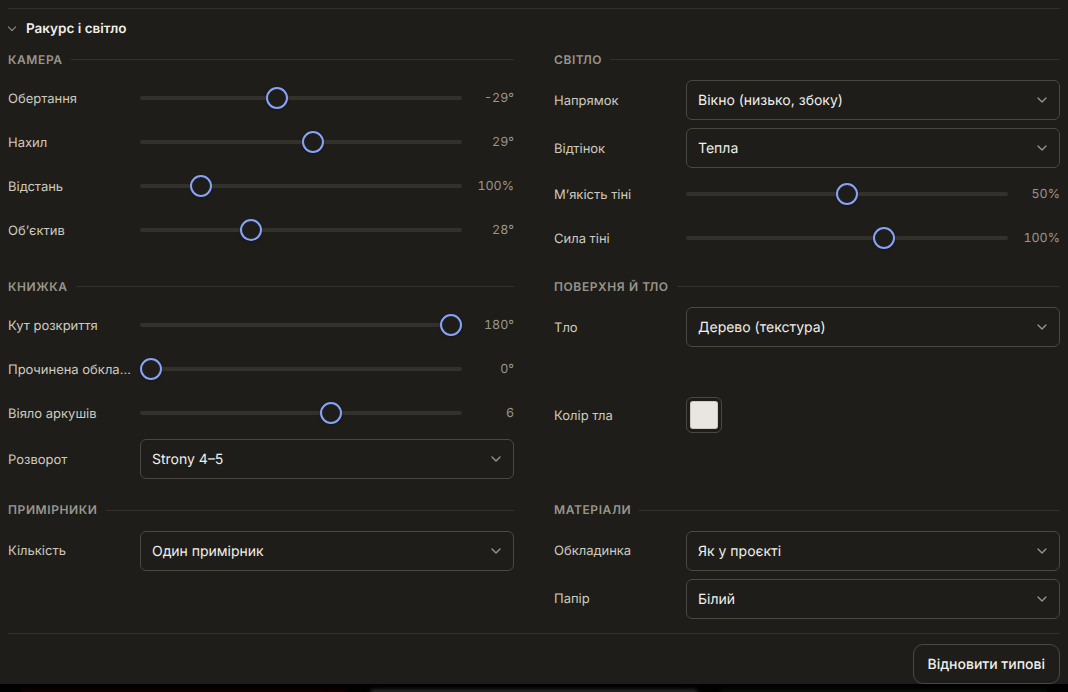 Ракурс і світло
КАМЕРА
Обертання -29°
Нахил 29°
Відстань 100%
Об'єктив 28°
СВІТЛО
Напрямок Вікно (низько, збоку)
Відтінок Тепла
М'якість тіні 50%
Сила тіні 100%
КНИЖКА
Кут розкриття 180°
Прочинена обкла... 0°
Віяло аркушів 6
Розворот Strony 4–5
ПОВЕРХНЯ Й ТЛО
Тло Дерево (текстура)
Колір тла
ПРИМІРНИКИ
Кількість Один примірник
МАТЕРІАЛИ
Обкладинка Як у проєкті
Папір Білий
Відновити типові